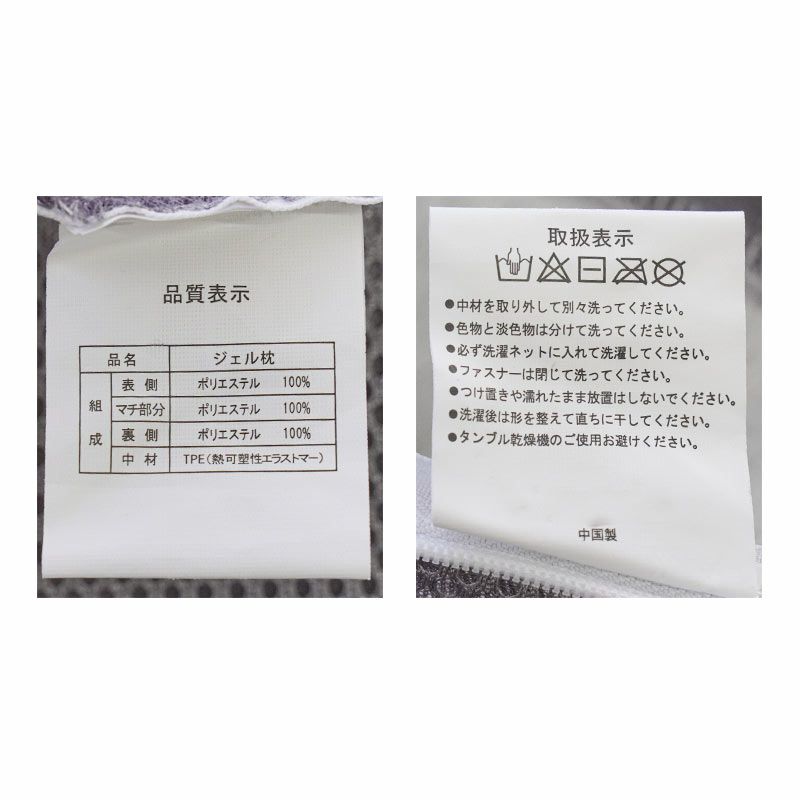 品質表示
品名 ジェル枕
組成
表側 ポリエステル 100%
マチ部分 ポリエステル 100%
裏側 ポリエステル 100%
中材 TPE(熱可塑性エラストマー)
取扱表示
●中材を取り外して別々洗ってください。
●色物と淡色物は分けて洗ってください。
●必ず洗濯ネットに入れて洗濯してください。
●ファスナーは閉じて洗ってください。
●つけ置きや濡れたまま放置はしないでください。
●洗濯後は形を整えて直ちに干してください。
●タンブル乾燥機のご使用お避けください。
中国製